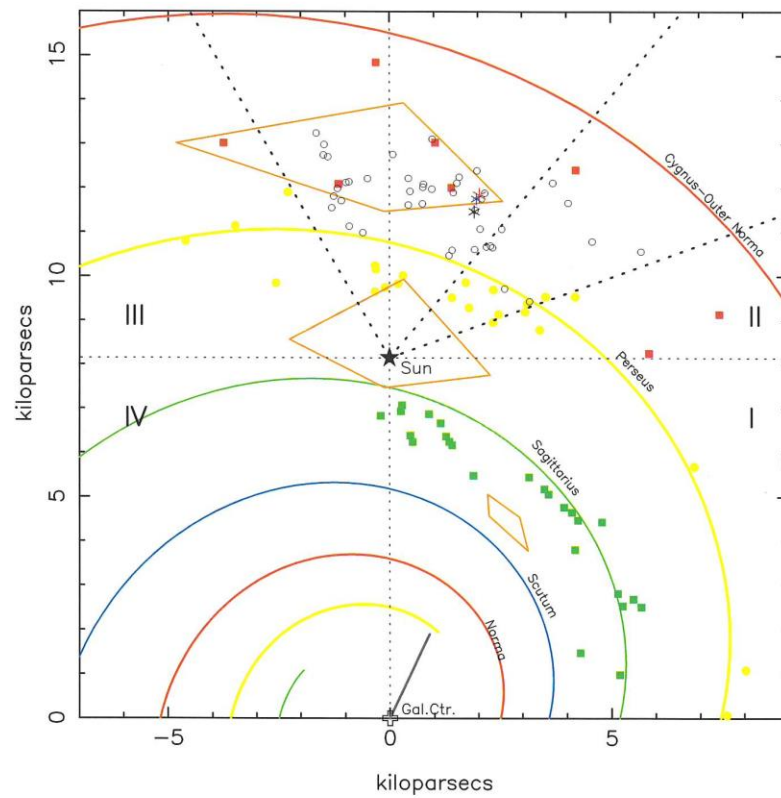 15
Cygnus-Outer Norma
10
III
II
Perseus
Sun
IV
I
Sagittarius
5
Scutum
Norma
Gal.Ctr.
0
-5
0
5
kiloparsecs
kiloparsecs